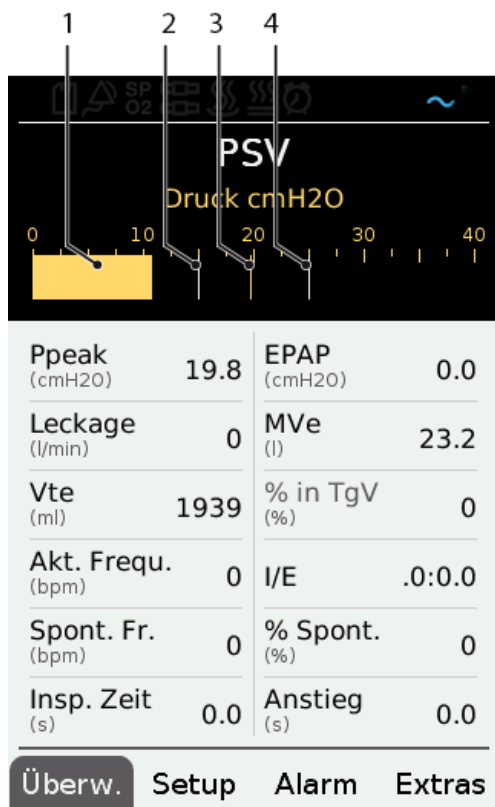 1 2 3 4
SP O2
PSV
Druck cmH2O
0 10 20 30 40
Ppeak (cmH2O) 19.8 EPAP (cmH2O) 0.0
Leckage (l/min) 0 MVe (l) 23.2
Vte (ml) 1939 % in TgV (%) 0
Akt. Frequ. (bpm) 0 I/E .0:0.0
Spont. Fr. (bpm) 0 % Spont. (%) 0
Insp. Zeit (s) 0.0 Anstieg (s) 0.0
Überw. Setup Alarm Extras